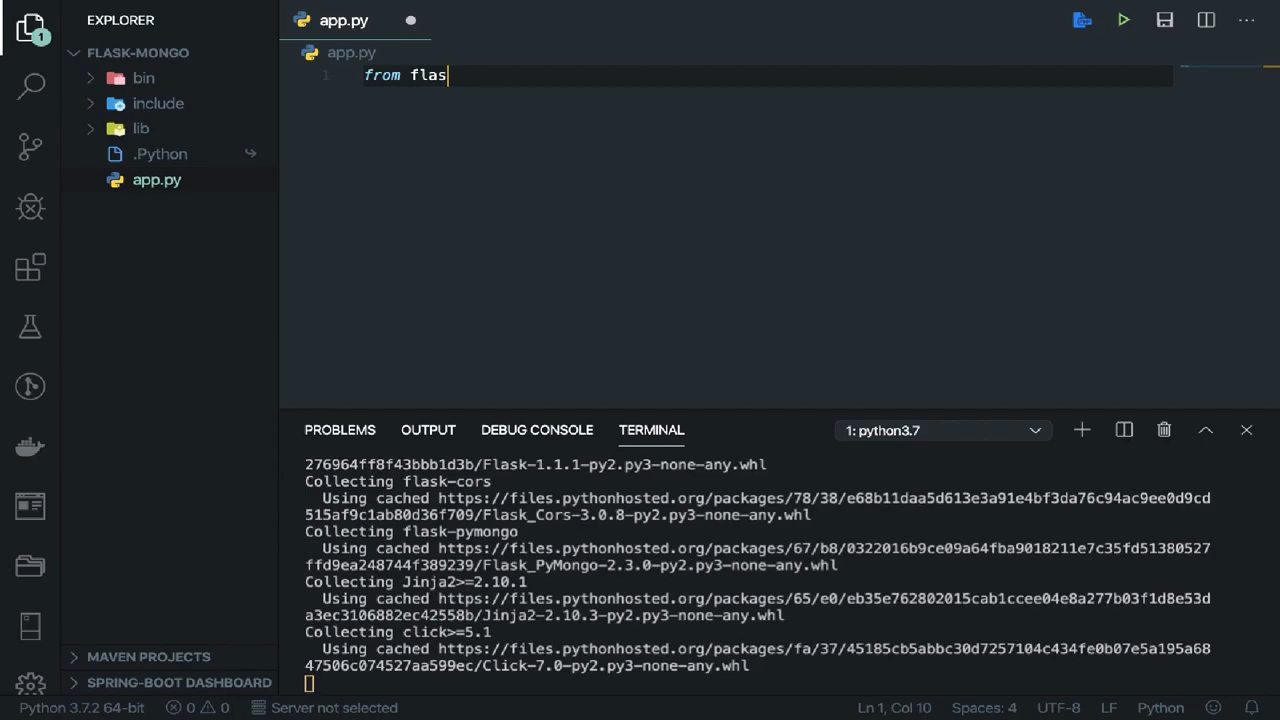 EXPLORER
FLASK-MONGO
bin
include
lib
.Python
app.py
MAVEN PROJECTS
SPRING-BOOT DASHBOARD
1
app.py
app.py
1
from flas
PROBLEMS
OUTPUT
DEBUG CONSOLE
TERMINAL
1: python3.7
276964ff8f43bbb1d3b/Flask-1.1.1-py2.py3-none-any.whl
Collecting flask-cors
Using cached https://files.pythonhosted.org/packages/78/38/e68b11daa5d613e3a91e4bf3da76c94ac9ee0d9cd
515af9c1ab80d36f709/Flask_Cors-3.0.8-py2.py3-none-any.whl
Collecting flask-pymongo
Using cached https://files.pythonhosted.org/packages/67/b8/0322016b9ce09a64fba9018211e7c35fd51380527
ffd9ea248744f389239/Flask_PyMongo-2.3.0-py2.py3-none-any.whl
Collecting Jinja2>=2.10.1
Using cached https://files.pythonhosted.org/packages/65/e0/eb35e762802015cab1ccee04e8a277b03f1d8e53d
a3ec3106882ec42558b/Jinja2-2.10.3-py2.py3-none-any.whl
Collecting click>=5.1
Using cached https://files.pythonhosted.org/packages/fa/37/45185cb5abbc30d7257104c434fe0b07e5a195a68
47506c074527aa599ec/Click-7.0-py2.py3-none-any.whl
Python 3.7.2 64-bit
0
0
Server not selected
Ln 1, Col 10
Spaces: 4
UTF-8
LF
Python